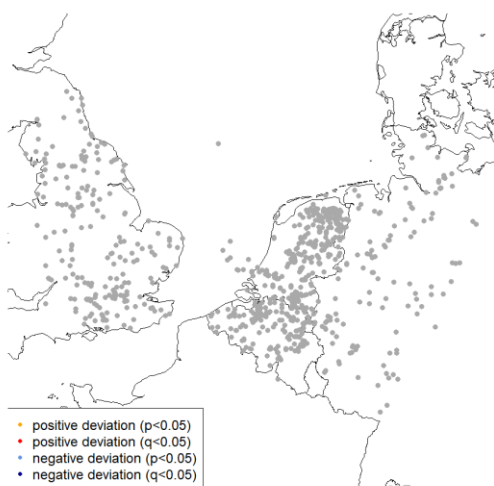 positive deviation (p<0.05)
positive deviation (q<0.05)
negative deviation (p<0.05)
negative deviation (q<0.05)